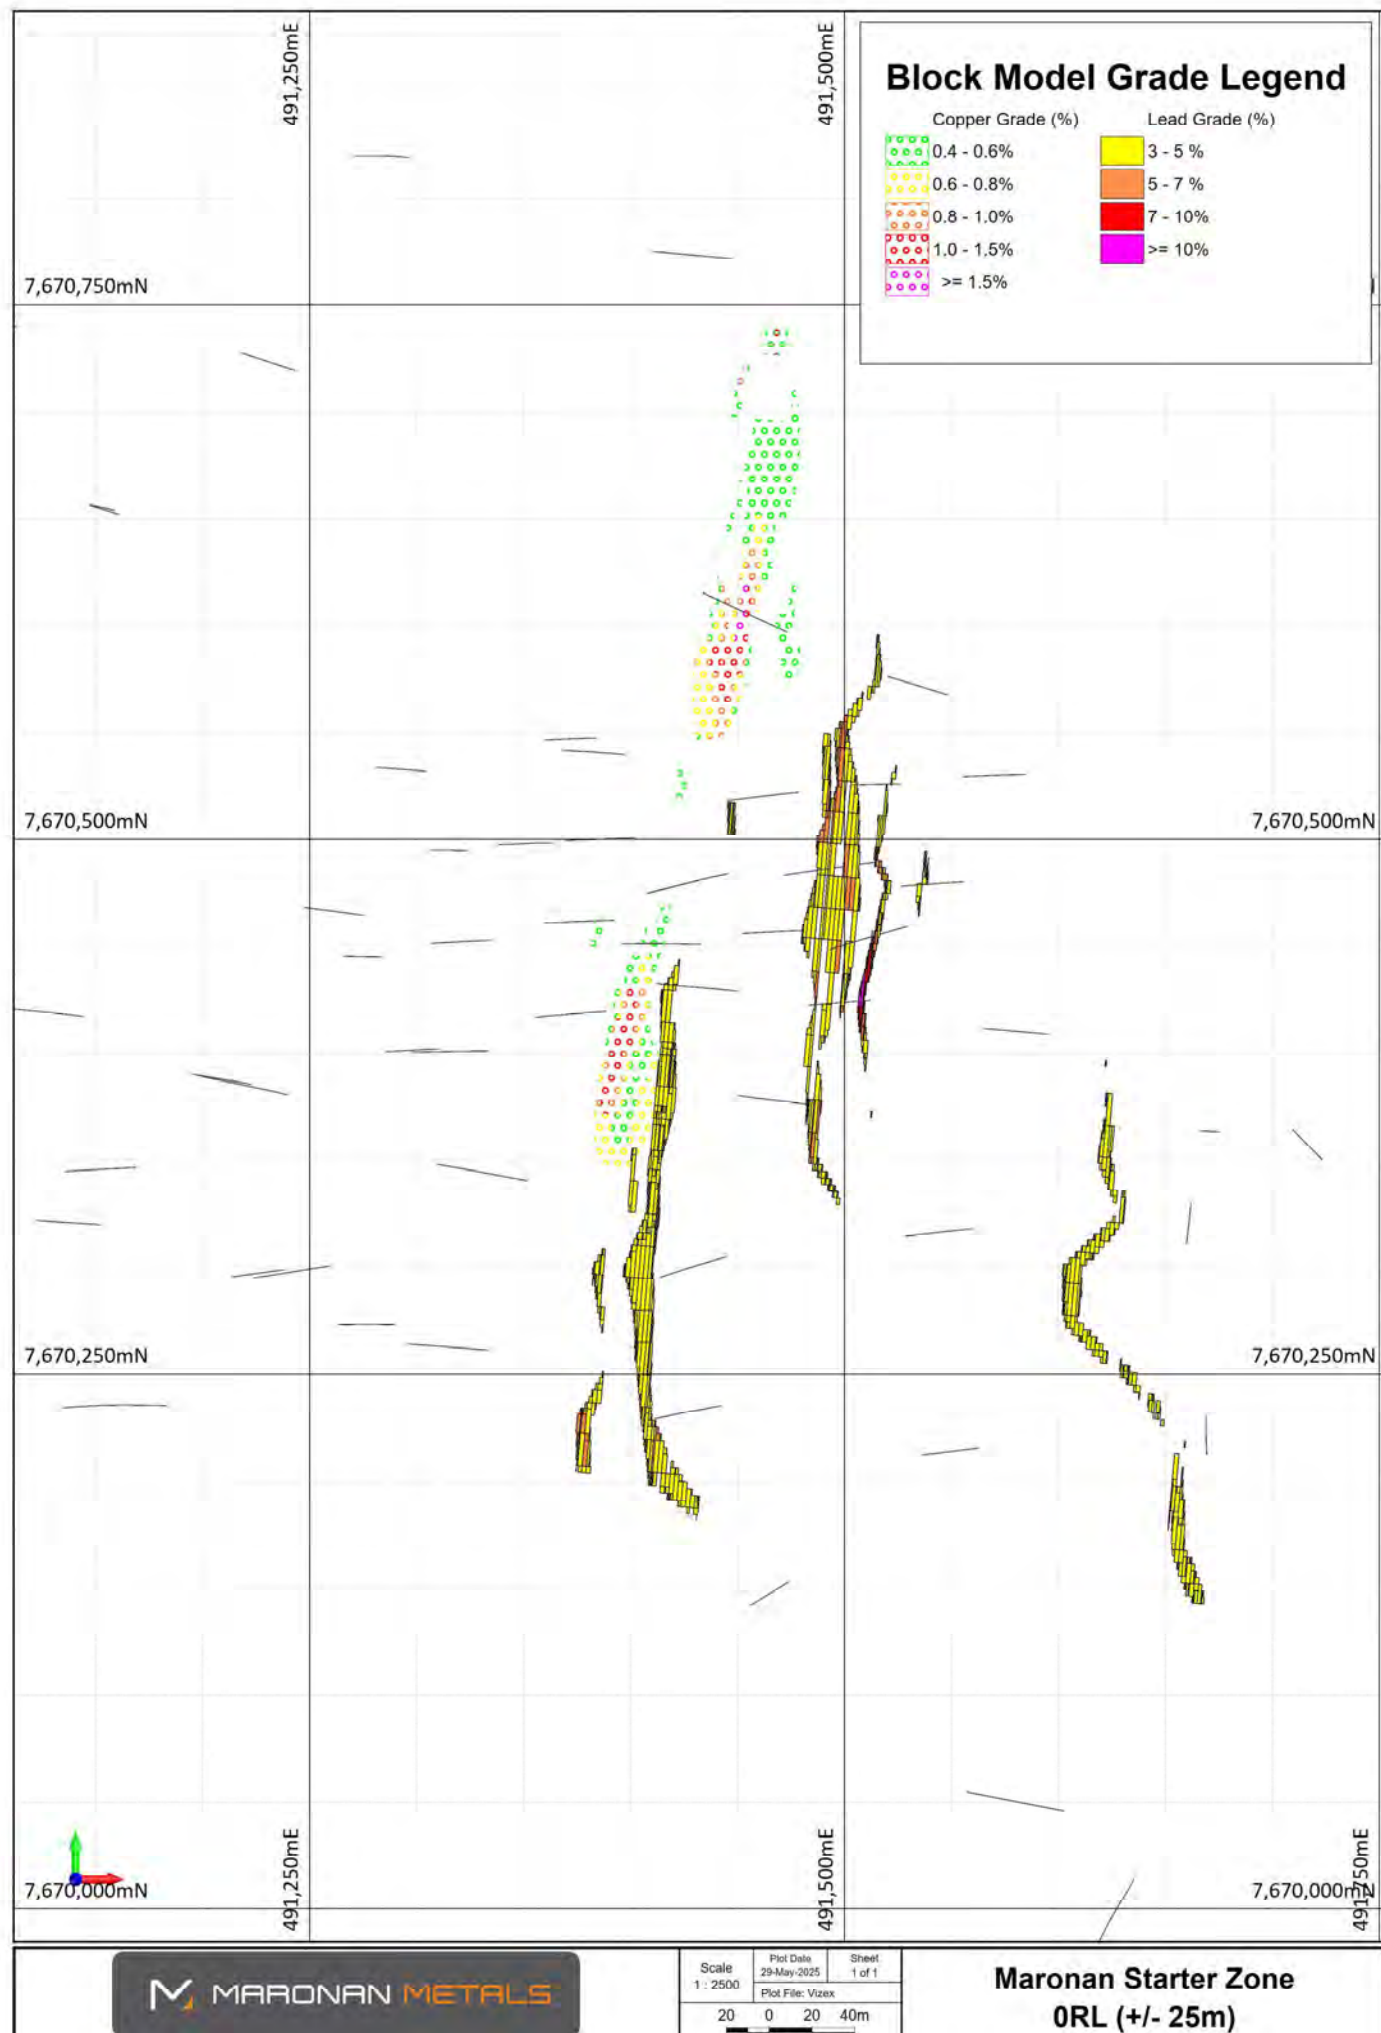 491,250mE
491,500mE
Block Model Grade Legend
Copper Grade (%)
Lead Grade (%)
0.4 - 0.6%
3 - 5 %
0.6 - 0.8%
5 - 7 %
0.8 - 1.0%
7 - 10%
1.0 - 1.5%
>= 10%
>= 1.5%
7,670,750mN
7,670,500mN
7,670,500mN
7,670,250mN
7,670,250mN
7,670,000mN
7,670,000mN
491,250mE
491,500mE
491,750mE
MARONAN METALS
Scale
1 : 2500
Plot Date
29-May-2025
Sheet
1 of 1
Plot File: Vizex
20 0 20 40m
Maronan Starter Zone
0RL (+/- 25m)